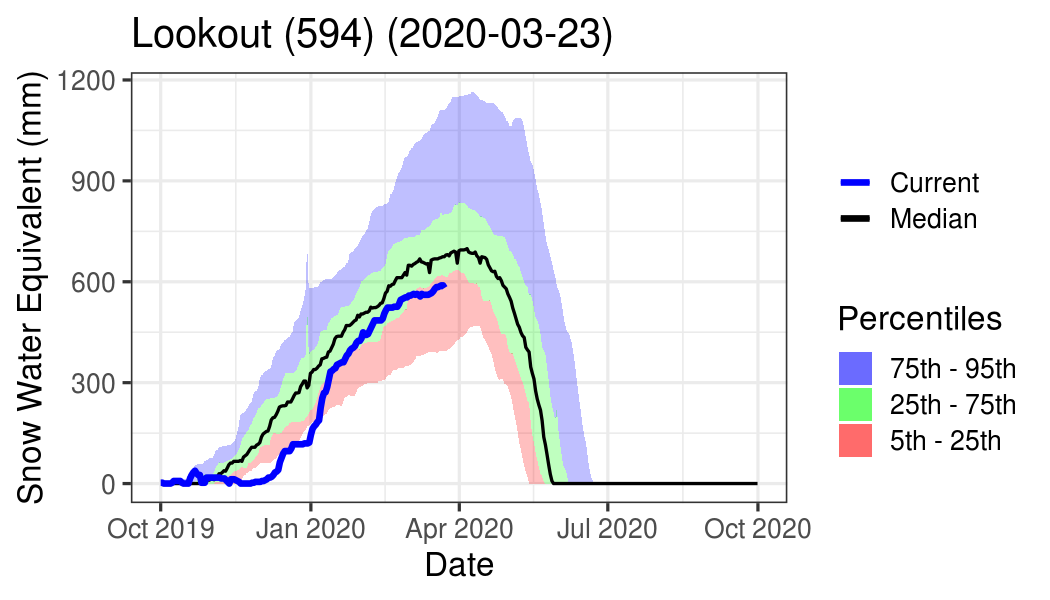 Lookout (594) (2020-03-23)
Snow Water Equivalent (mm)
1200
900
600
300
0
Oct 2019
Jan 2020
Apr 2020
Jul 2020
Oct 2020
Date
Current
Median
Percentiles
75th - 95th
25th - 75th
5th - 25th